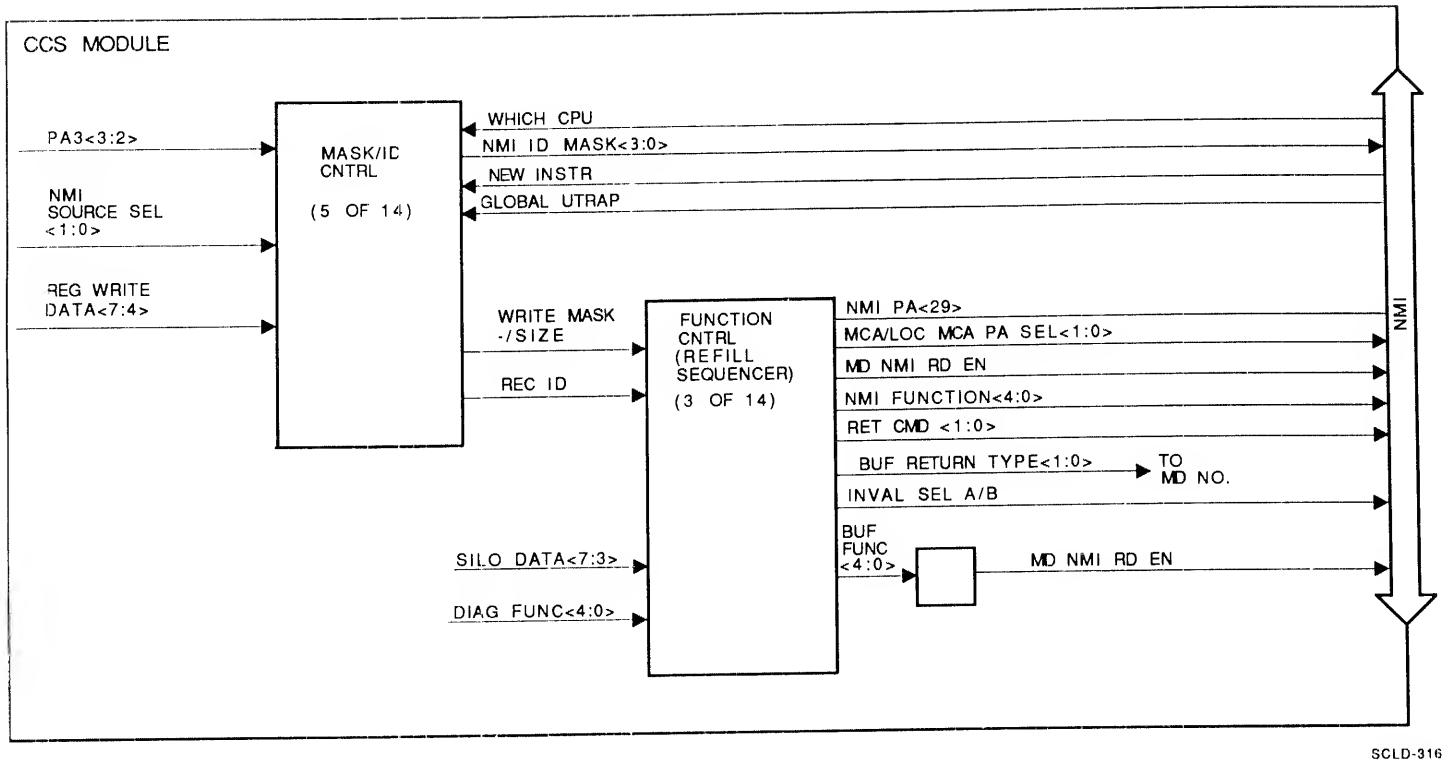 CCS MODULE
PA3<3:2>
NMI
SOURCE SEL
<1:0>
REG WRITE
DATA<7:4>
MASK/ID
CNTRL
(5 OF 14)
WHICH CPU
NMI ID MASK<3:0>
NEW INSTR
GLOBAL UTRAP
WRITE MASK
-/SIZE
REC ID
SILO DATA<7:3>
DIAG FUNC<4:0>
FUNCTION
CNTRL
(REFILL
SEQUENCER)
(3 OF 14)
NMI PA<29>
MCA/LOC MCA PA SEL<1:0>
MD NMI RD EN
NMI FUNCTION<4:0>
RET CMD <1:0>
BUF RETURN TYPE<1:0>
TO
MD NO.
INVAL SEL A/B
BUF
FUNC
<4:0>
MD NMI RD EN
NMI
SCLD-316